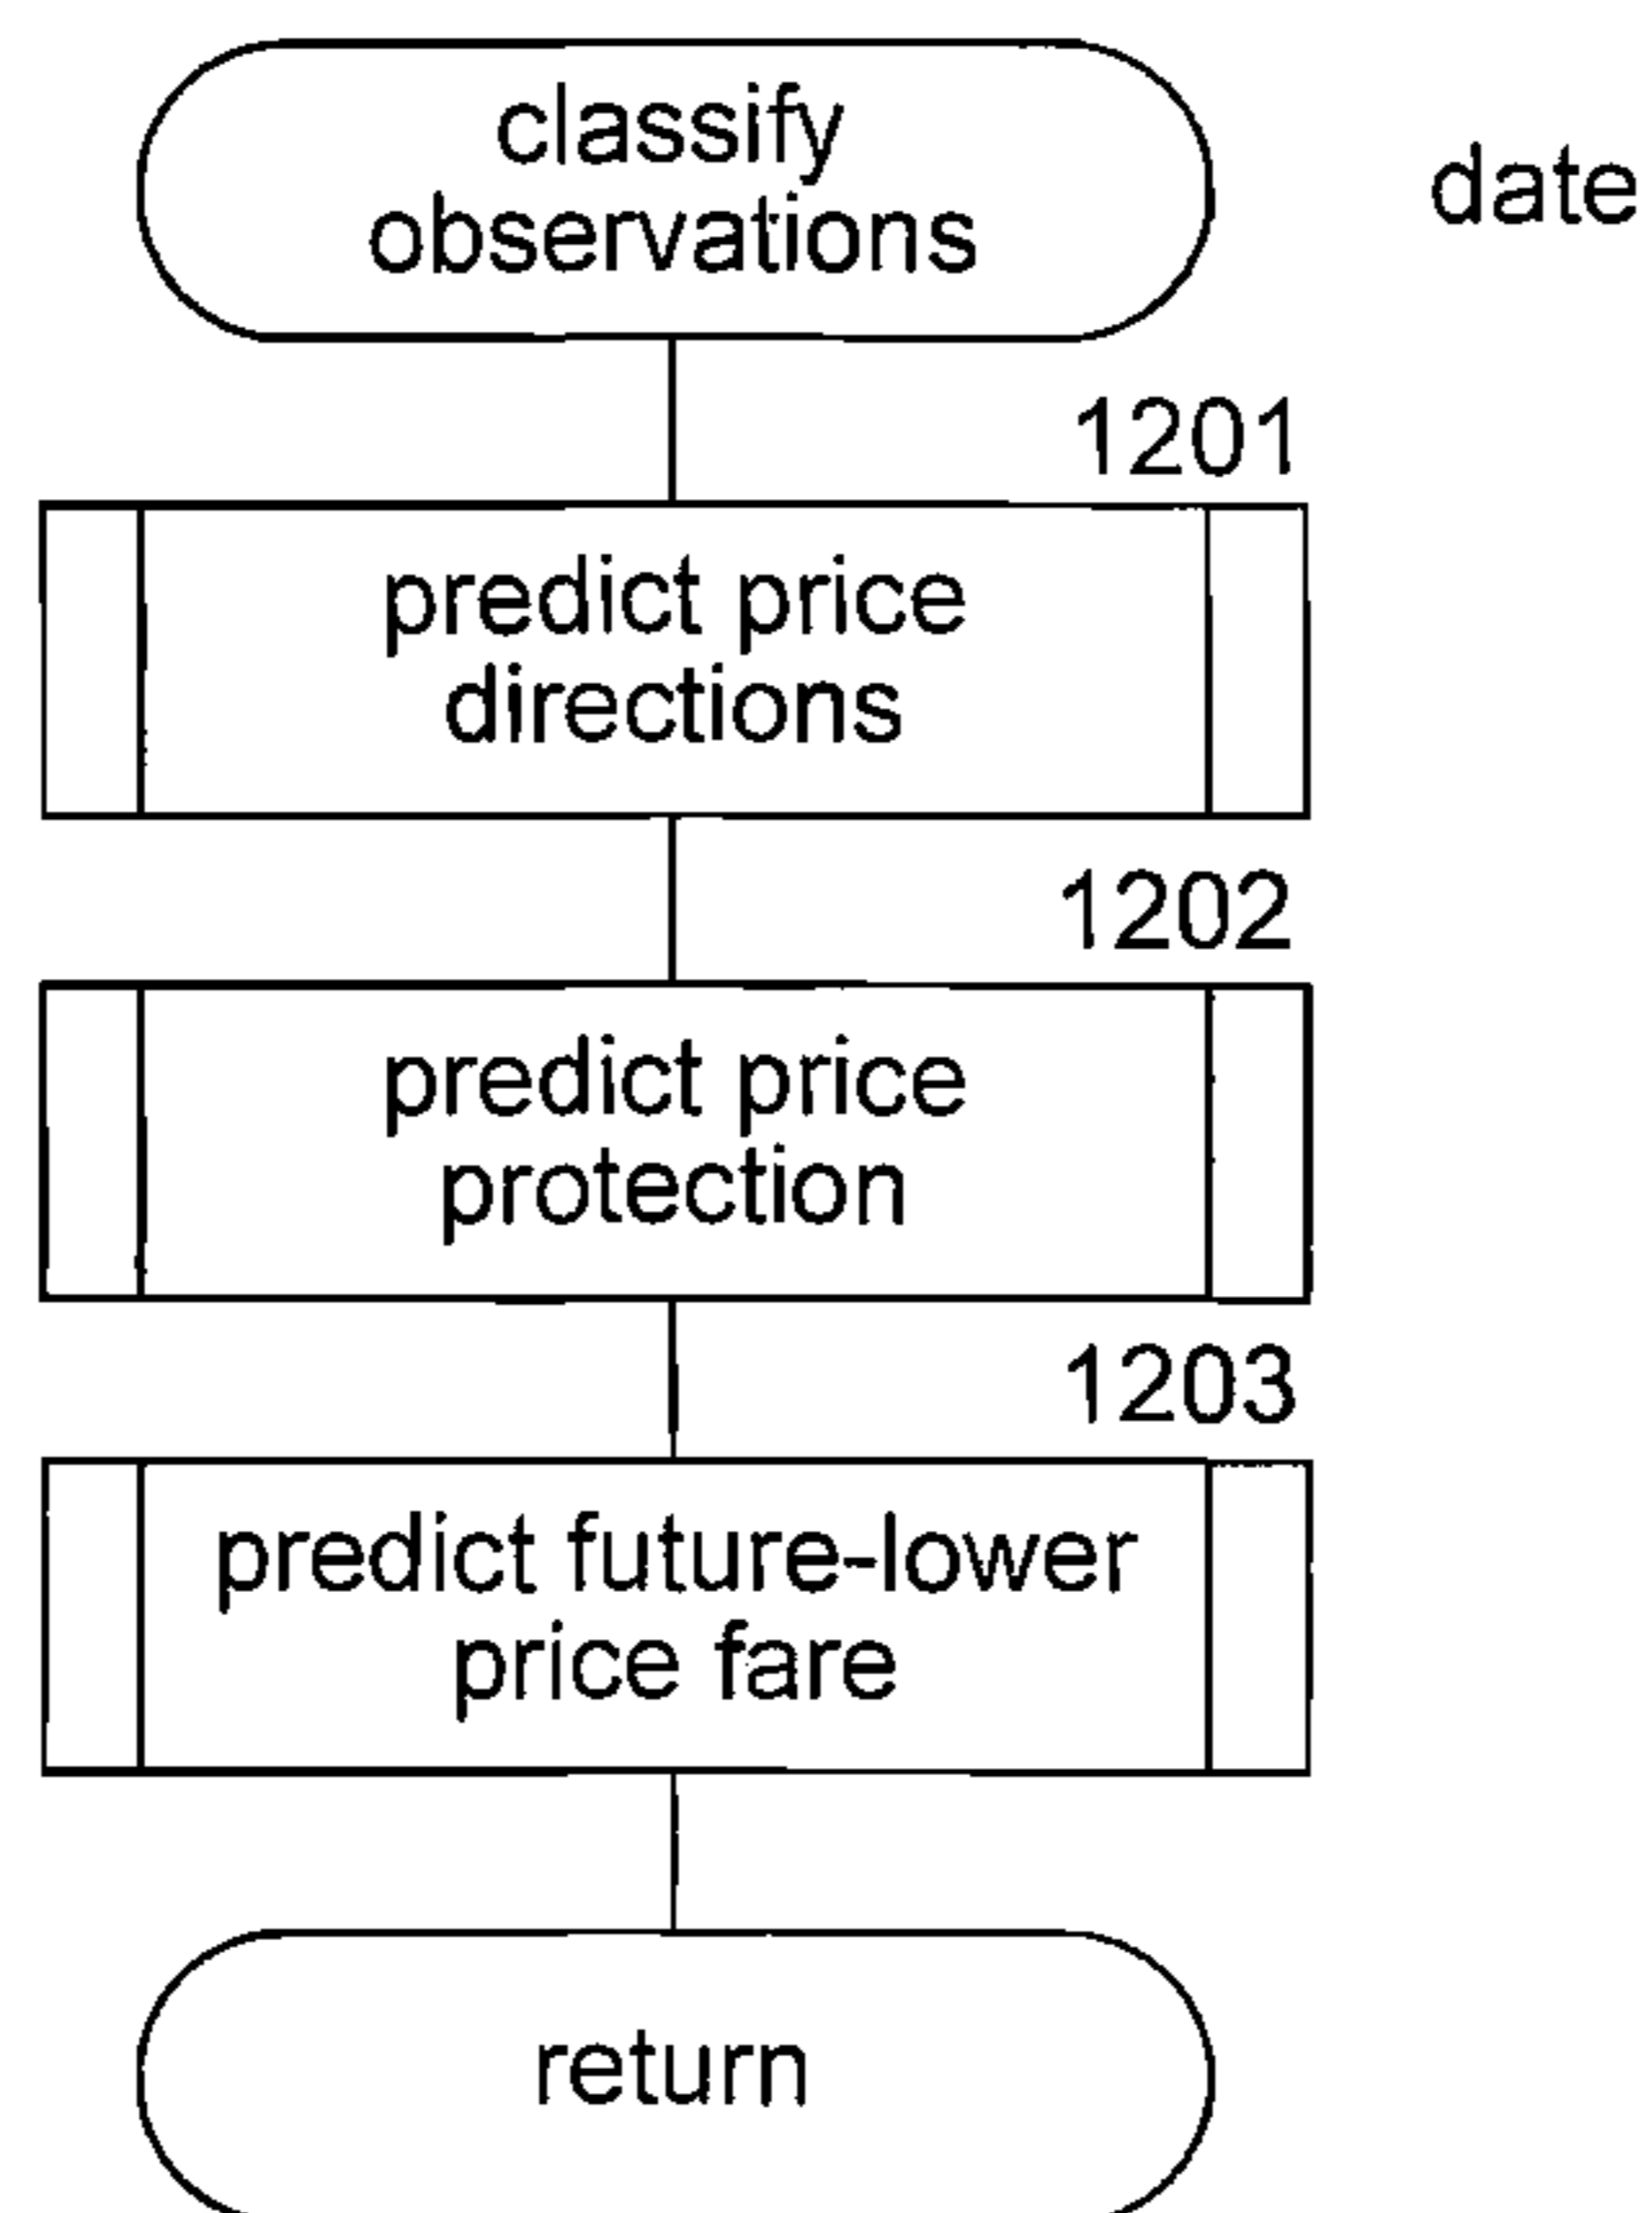 classify
observations
date
1201
predict price
directions
1202
predict price
protection
1203
predict future-lower
price fare
return